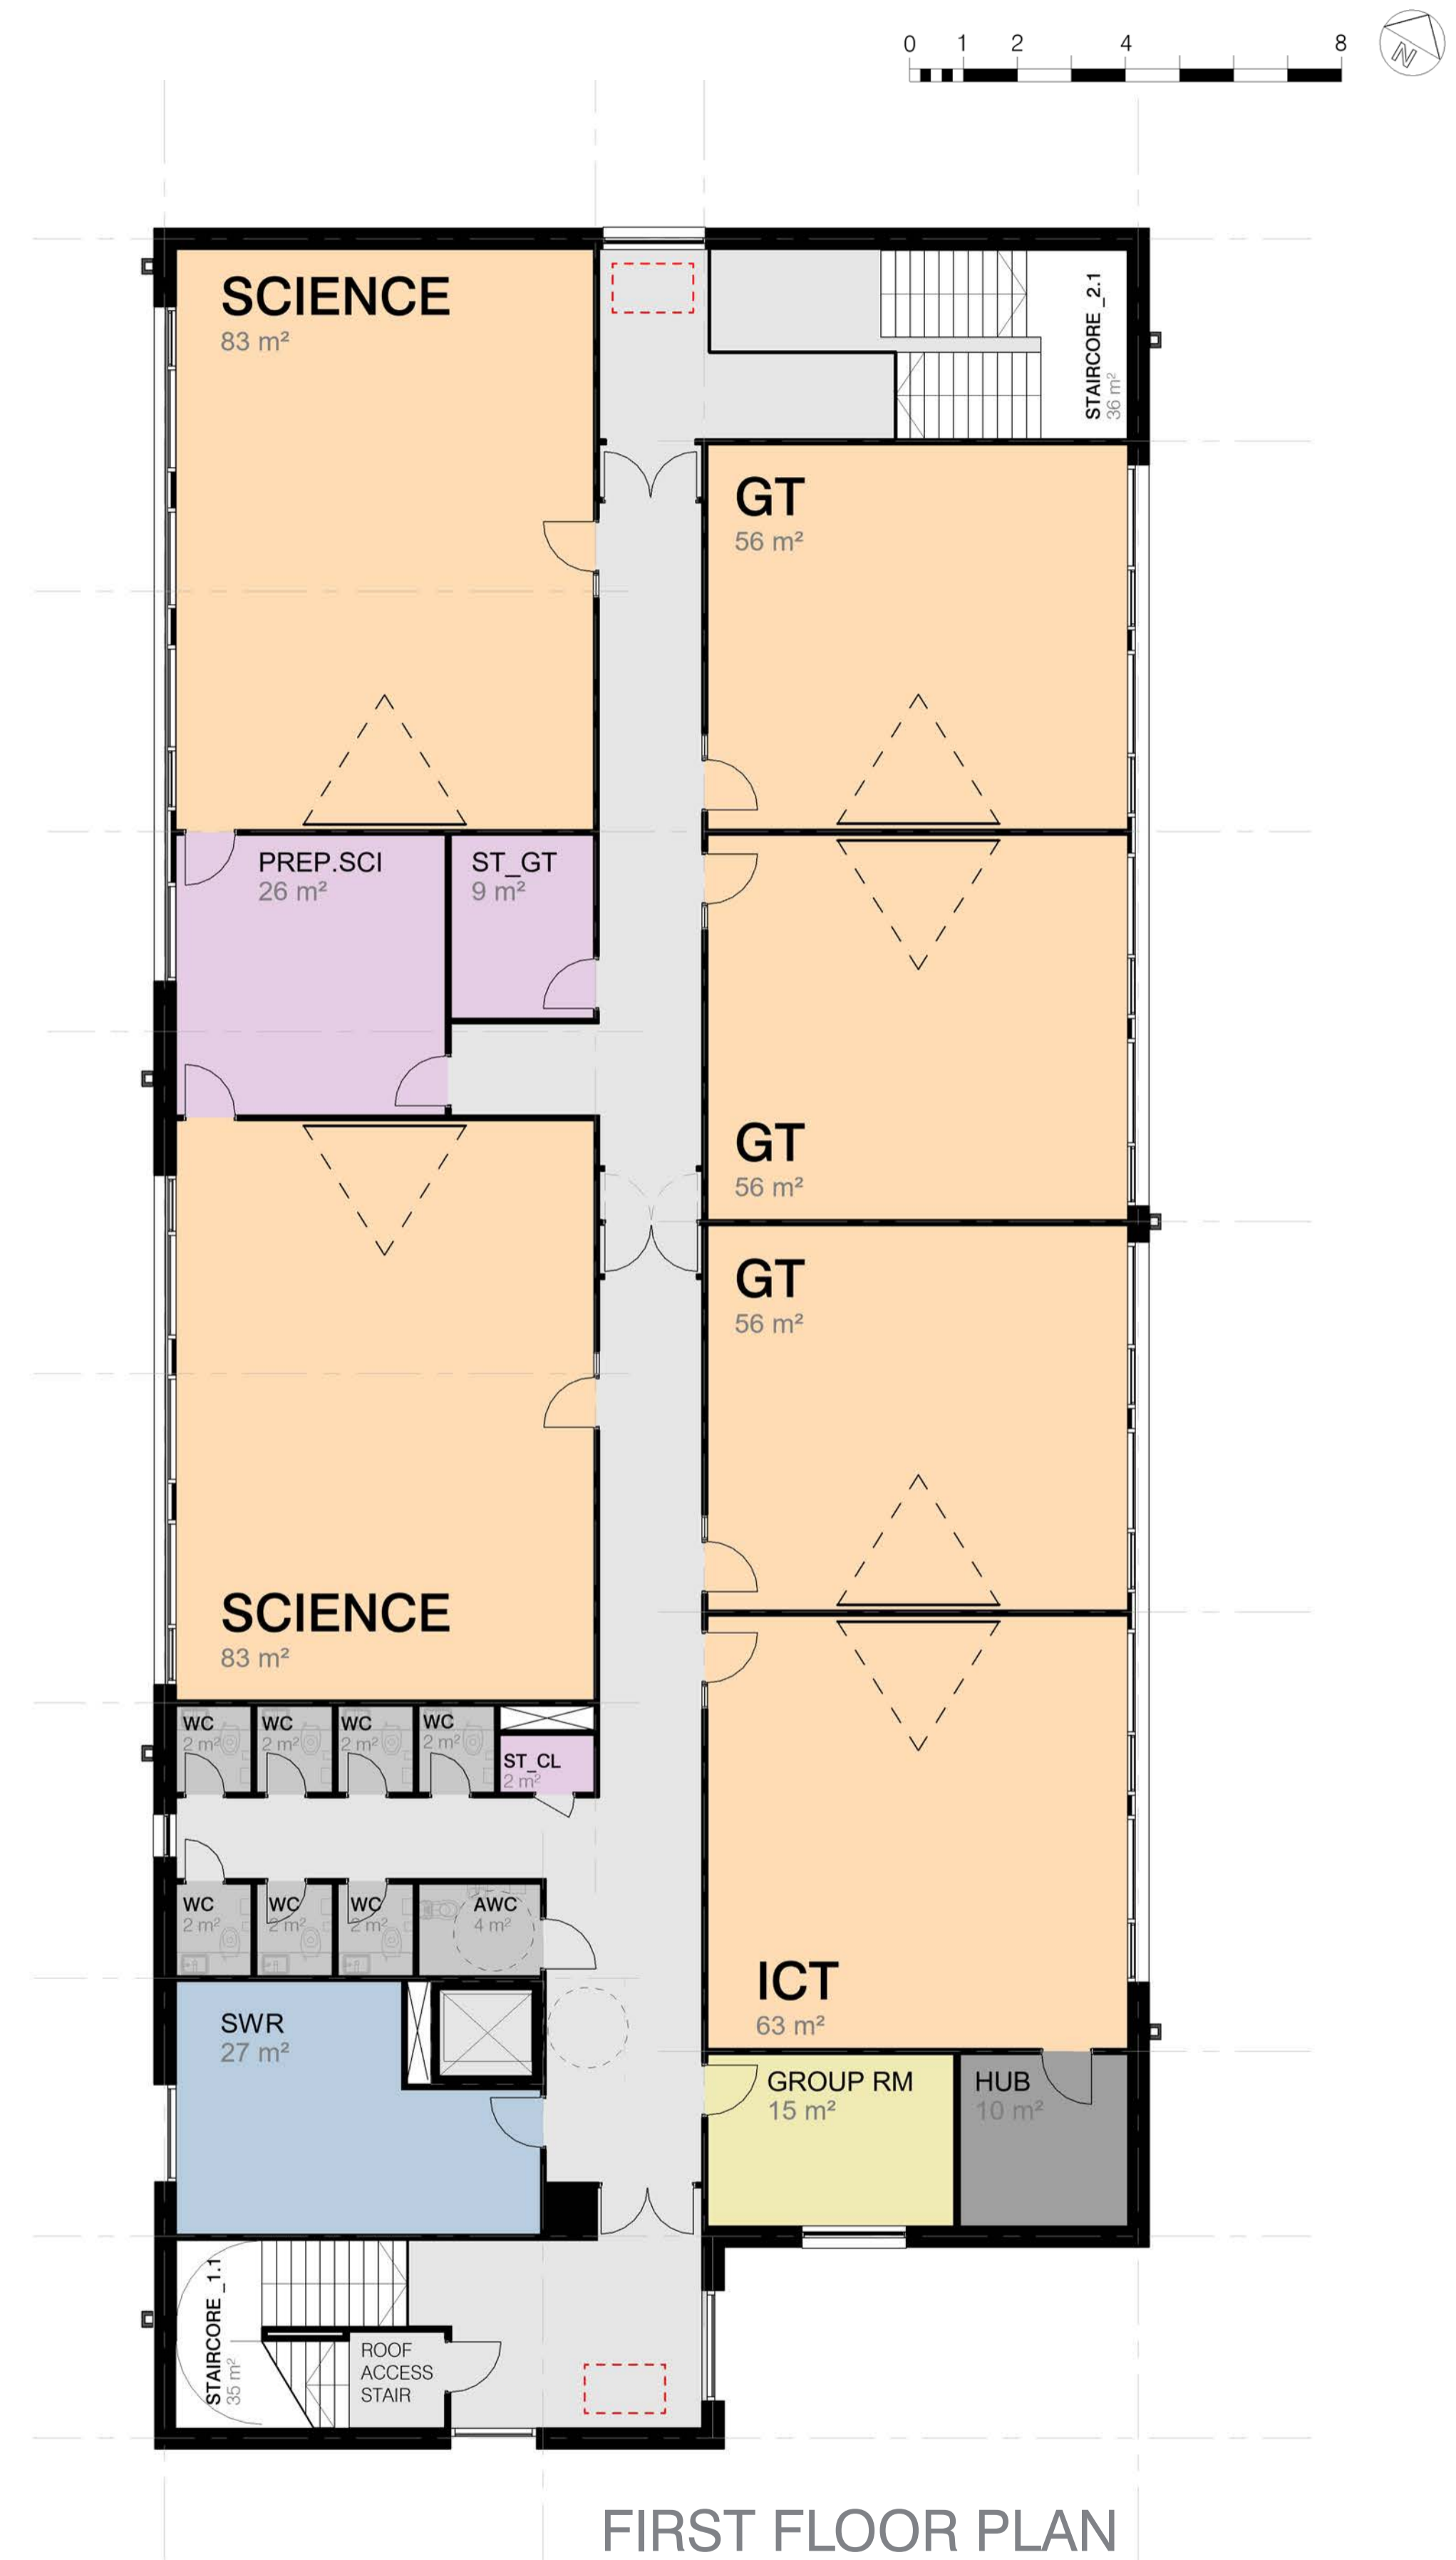 0 1 2 4 8
N
SCIENCE
83 m²
STAIRCORE _2.1
36 m²
GT
56 m²
PREP.SCI
26 m²
ST_GT
9 m²
GT
56 m²
GT
56 m²
SCIENCE
83 m²
WC
2 m²
WC
2 m²
WC
2 m²
WC
2 m²
ST_CL
2 m²
WC
2 m²
WC
2 m²
WC
2 m²
AWC
4 m²
ICT
63 m²
SWR
27 m²
GROUP RM
15 m²
HUB
10 m²
STAIRCORE _1.1
35 m²
ROOF
ACCESS
STAIR
FIRST FLOOR PLAN